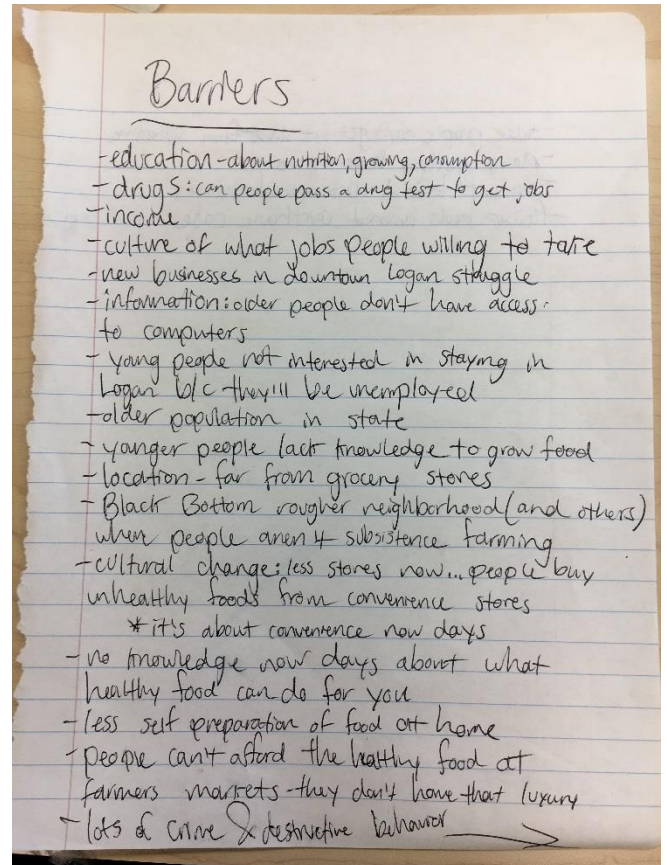 Barriers
-education-about nutrition, growing, consumption
-drugs: can people pass a drug test to get jobs
-income
-culture of what jobs people willing to take
-new businesses in downtown Logan struggle
-information: older people don't have access
to computers
- young people not interested in staying in
Logan b/c they'll be unemployed
-older population in state
- younger people lack knowledge to grow food
-location - far from grocery stores
- Black Bottom rougher neighborhood (and others)
when people aren't subsistence farming
-cultural change: less stores now... people buy
unhealthy foods from convenience stores
* it's about convenience now days
- no knowledge now days about what
healthy food can do for you
- less self preparation of food at home
- people can't afford the healthy food at
farmers markets - they don't have that luxury
- lots of crime & destructive behavior →